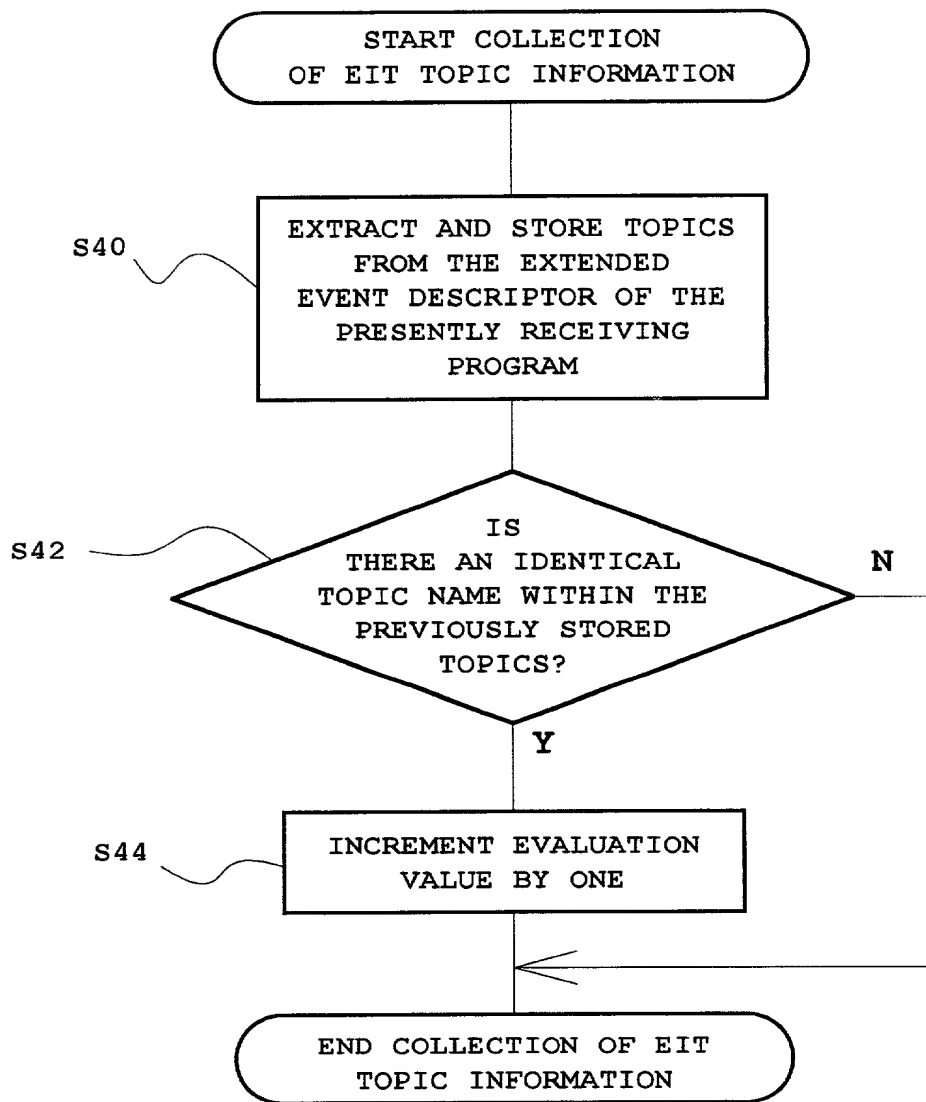 START COLLECTION
OF EIT TOPIC INFORMATION
S40
EXTRACT AND STORE TOPICS
FROM THE EXTENDED
EVENT DESCRIPTOR OF THE
PRESENTLY RECEIVING
PROGRAM
S42
IS
THERE AN IDENTICAL
TOPIC NAME WITHIN THE
PREVIOUSLY STORED
TOPICS?
N
Y
S44
INCREMENT EVALUATION
VALUE BY ONE
END COLLECTION OF EIT
TOPIC INFORMATION